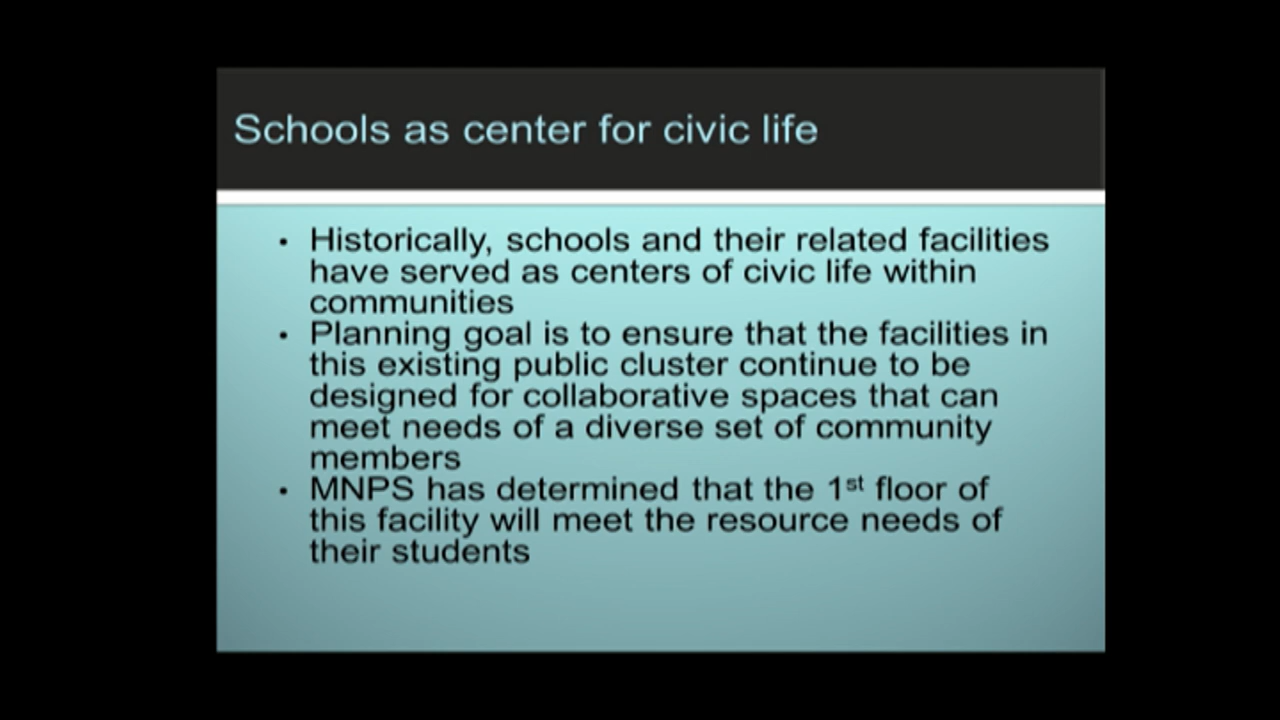 Schools as center for civic life
• Historically, schools and their related facilities
have served as centers of civic life within
communities
• Planning goal is to ensure that the facilities in
this existing public cluster continue to be
designed for collaborative spaces that can
meet needs of a diverse set of community
members
• MNPS has determined that the 1st floor of
this facility will meet the resource needs of
their students